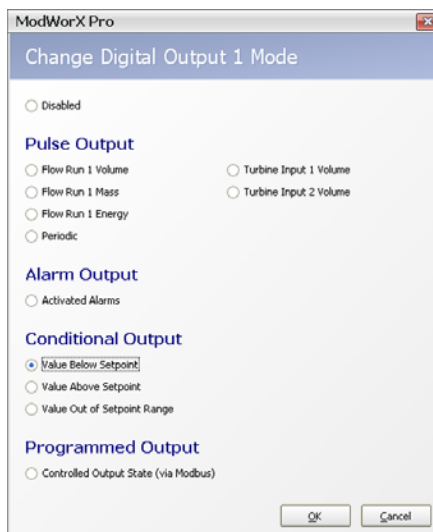 ModWorX Pro
Change Digital Output 1 Mode
Disabled
Pulse Output
Flow Run 1 Volume
Turbine Input 1 Volume
Flow Run 1 Mass
Turbine Input 2 Volume
Flow Run 1 Energy
Periodic
Alarm Output
Activated Alarms
Conditional Output
Value Below Setpoint
Value Above Setpoint
Value Out of Setpoint Range
Programmed Output
Controlled Output State (via Modbus)
OK
Cancel